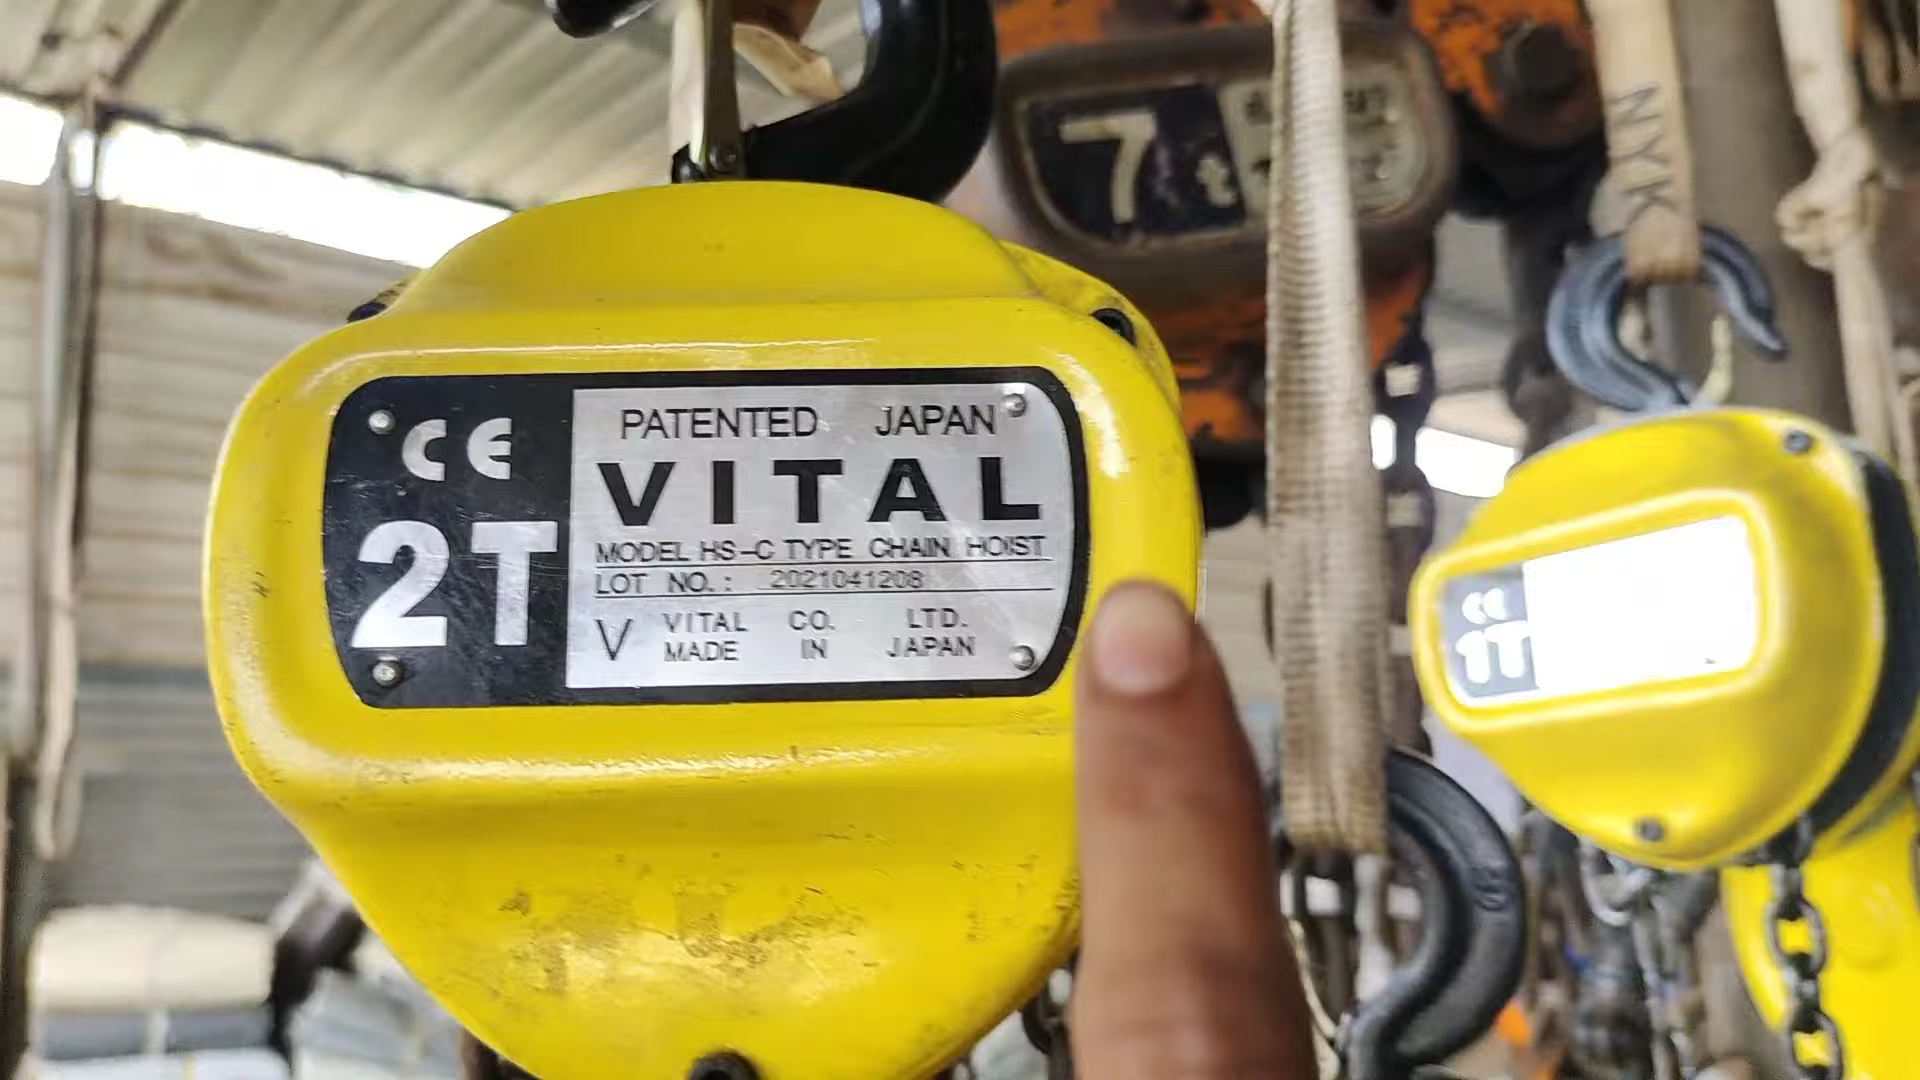 CE
2T
PATENTED JAPAN
VITAL
MODEL HS-C TYPE CHAIN HOIST
LOT NO.: 2021041208
V VITAL CO. LTD.
MADE IN JAPAN
7t
NYK
CE
1T